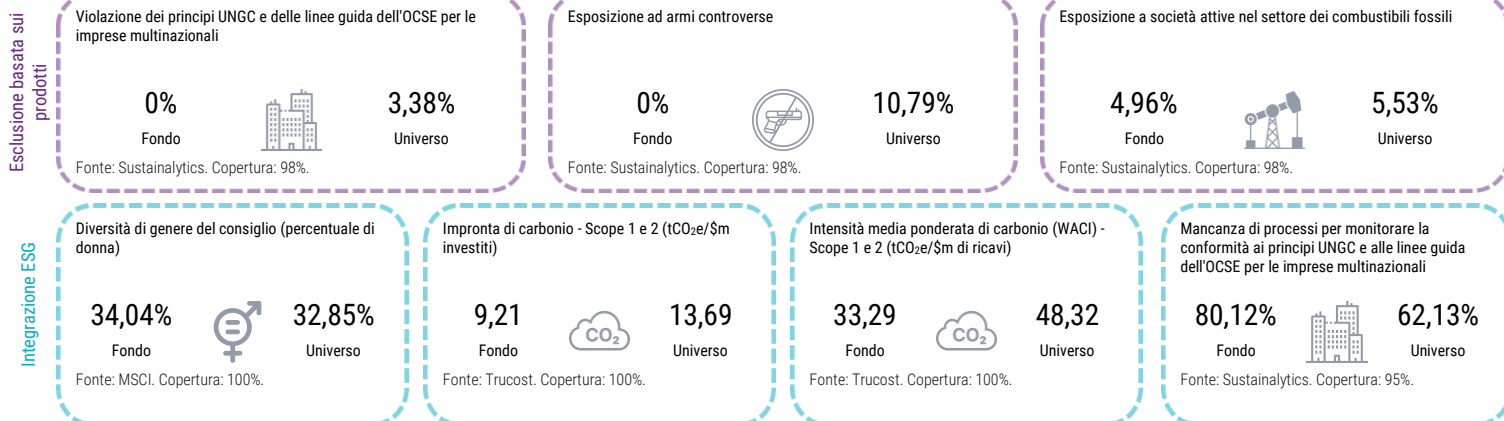 Esclusione basata sui
prodotti
Violazione dei principi UNGC e delle linee guida dell'OCSE per le
imprese multinazionali
0%
3,38%
Fondo
Universo
Fonte: Sustainalytics. Copertura: 98%.
Esposizione ad armi controverse
0%
10,79%
Fondo
Universo
Fonte: Sustainalytics. Copertura: 98%.
Esposizione a società attive nel settore dei combustibili fossili
4,96%
5,53%
Fondo
Universo
Fonte: Sustainalytics. Copertura: 98%.
Integrazione ESG
Diversità di genere del consiglio (percentuale di
donna)
34,04%
32,85%
Fondo
Universo
Fonte: MSCI. Copertura: 100%.
Impronta di carbonio - Scope 1 e 2 (tCO₂e/$m
investiti)
9,21
CO₂
13,69
Fondo
Universo
Fonte: Trucost. Copertura: 100%.
Intensità media ponderata di carbonio (WACI) -
Scope 1 e 2 (tCO₂e/$m di ricavi)
33,29
CO₂
48,32
Fondo
Universo
Fonte: Trucost. Copertura: 100%.
Mancanza di processi per monitorare la
conformità ai principi UNGC e alle linee guida
dell'OCSE per le imprese multinazionali
80,12%
62,13%
Fondo
Universo
Fonte: Sustainalytics. Copertura: 95%.